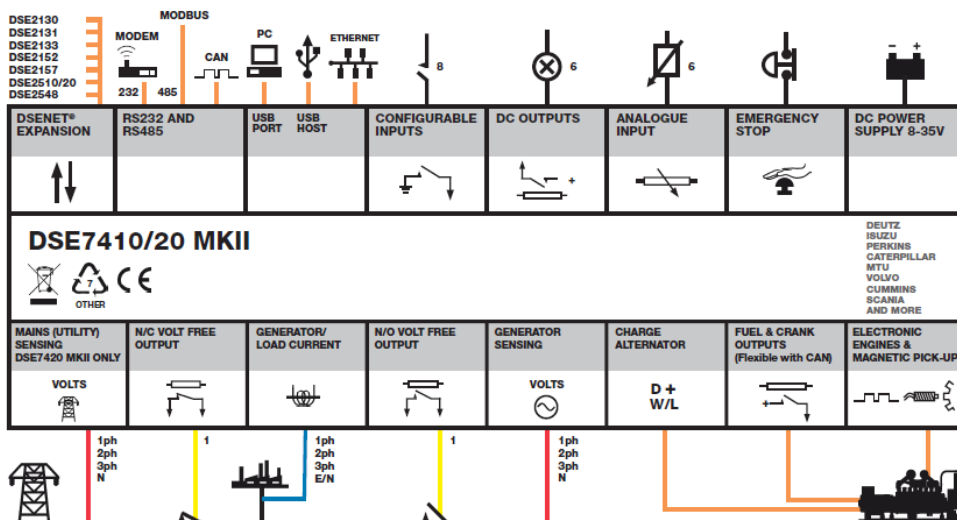 DSE2130
DSE2131
DSE2133
DSE2152
DSE2157
DSE2510/20
DSE2548
MODBUS
MODEM
232 485
CAN
PC
ETHERNET
8
6
6
- +
DSENET®
EXPANSION
RS232 AND
RS485
USB
PORT
USB
HOST
CONFIGURABLE
INPUTS
DC OUTPUTS
ANALOGUE
INPUT
EMERGENCY
STOP
DC POWER
SUPPLY 8-35V
+
DSE7410/20 MKII
7
OTHER
CE
DEUTZ
ISUZU
PERKINS
CATERPILLAR
MTU
VOLVO
CUMMINS
SCANIA
AND MORE
MAINS (UTILITY)
SENSING
DSE7420 MKII ONLY
VOLTS
N/C VOLT FREE
OUTPUT
GENERATOR/
LOAD CURRENT
N/O VOLT FREE
OUTPUT
GENERATOR
SENSING
VOLTS
CHARGE
ALTERNATOR
D +
W/L
FUEL & CRANK
OUTPUTS
(Flexible with CAN)
+
ELECTRONIC
ENGINES &
MAGNETIC PICK-UP
1ph
2ph
3ph
N
1
1ph
2ph
3ph
E/N
1
1ph
2ph
3ph
N